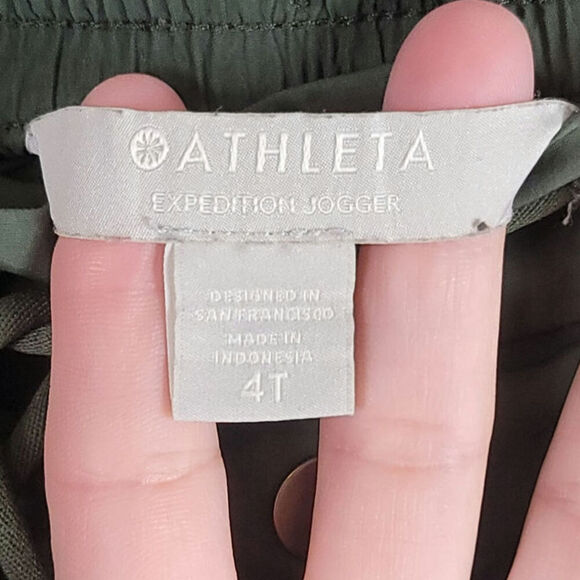 ATHLETA
EXPEDITION JOGGER
DESIGNED IN
SAN FRANCISCO
MADE IN
INDONESIA
4T